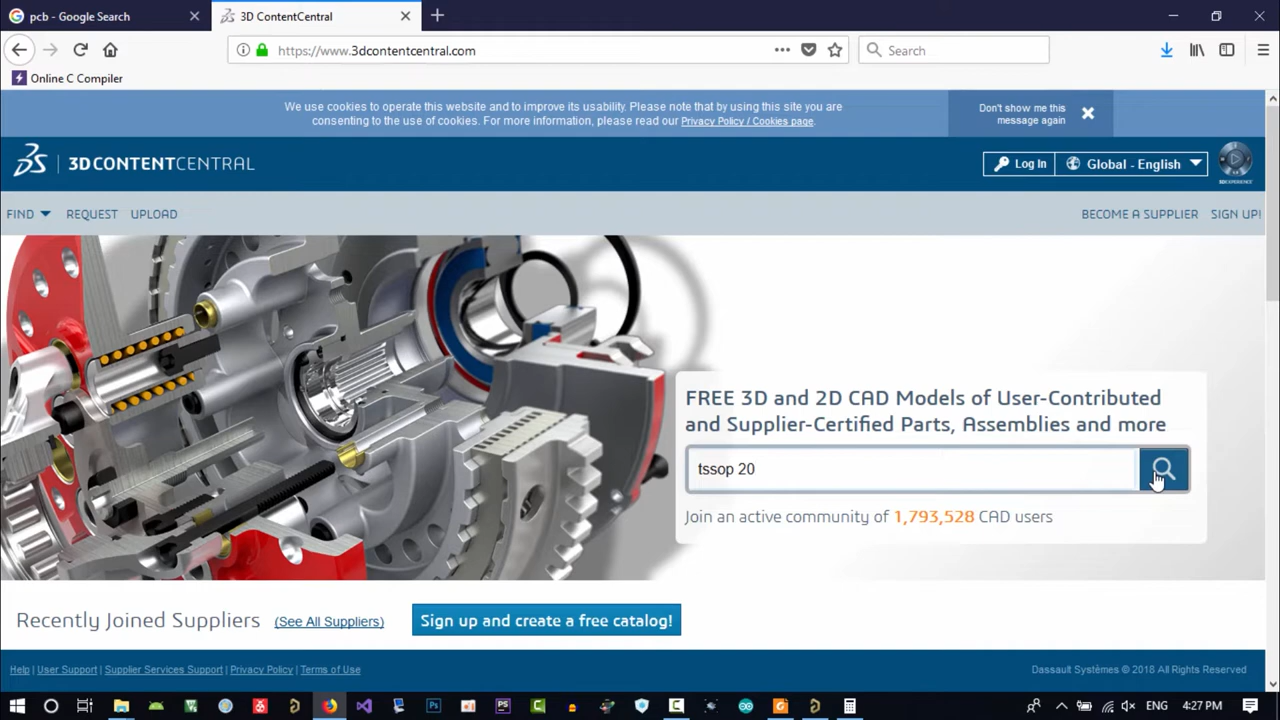 pcb - Google Search
3D ContentCentral
https://www.3dcontentcentral.com
Search
Online C Compiler
We use cookies to operate this website and to improve its usability. Please note that by using this site you are
consenting to the use of cookies. For more information, please read our Privacy Policy / Cookies page.
Don't show me this
message again
3DCONTENTCENTRAL
Log In
Global - English
3DEXPERIENCE
FIND
REQUEST
UPLOAD
BECOME A SUPPLIER
SIGN UP!
FREE 3D and 2D CAD Models of User-Contributed
and Supplier-Certified Parts, Assemblies and more
tssop 20
Join an active community of 1,793,528 CAD users
Recently Joined Suppliers (See All Suppliers)
Sign up and create a free catalog!
Help | User Support | Supplier Services Support | Privacy Policy | Terms of Use
Dassault Systèmes © 2018 All Rights Reserved
ENG
4:27 PM